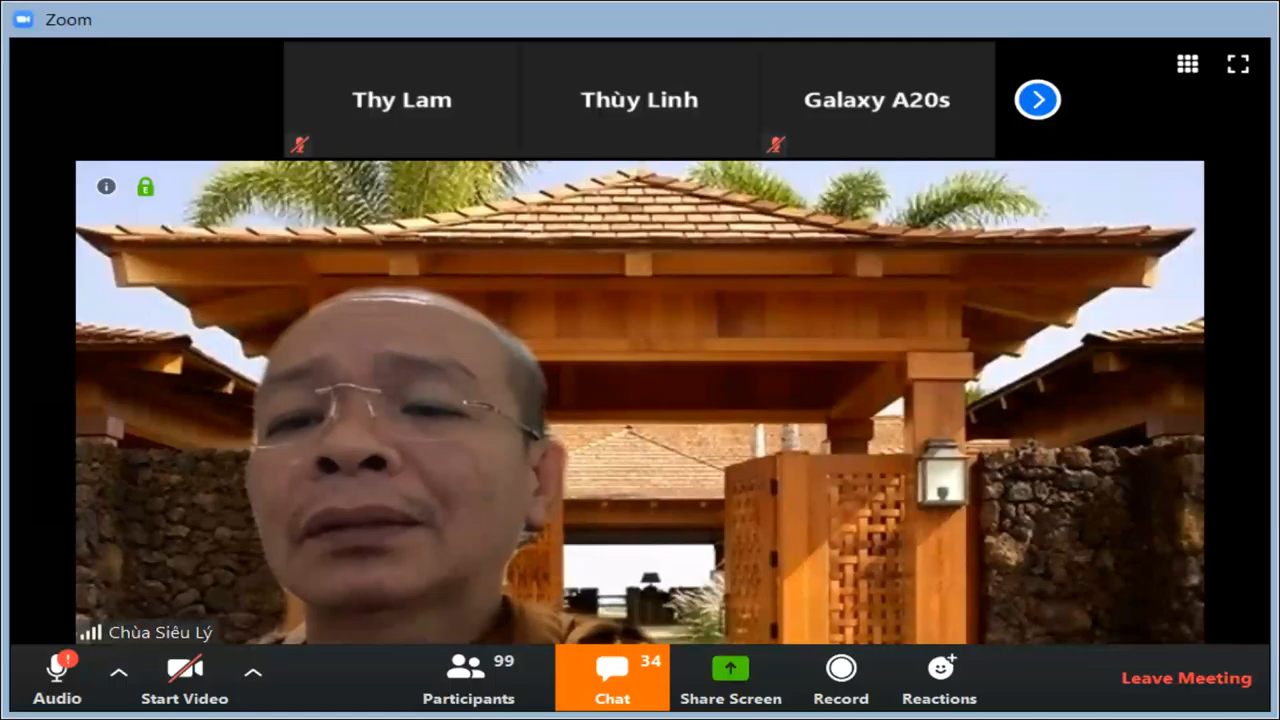 Zoom
Thy Lam
Thùy Linh
Galaxy A20s
Chùa Siêu Lý
Audio
Start Video
Participants
99
Chat
34
Share Screen
Record
Reactions
Leave Meeting